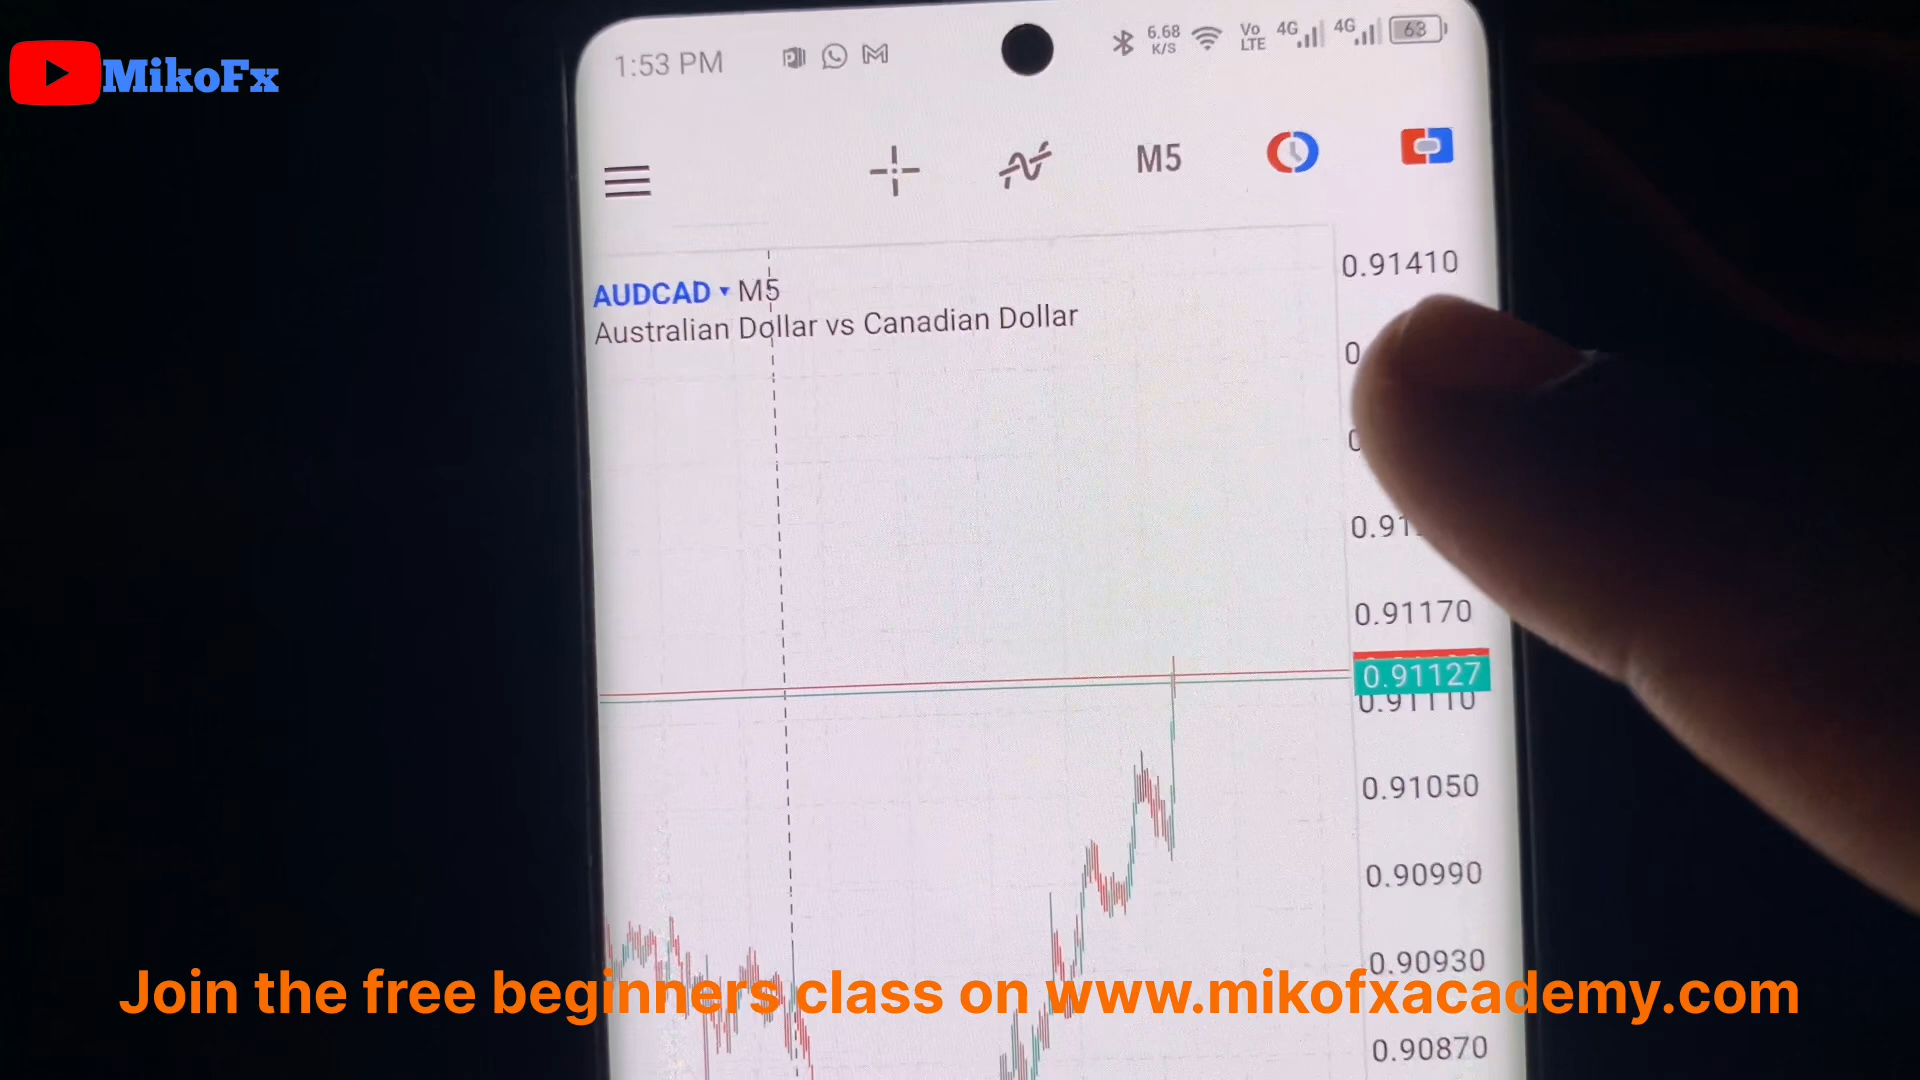 MikoFx
1:53 PM
6.68
K/S
Vo
LTE
4G
4G
63
M5
AUDCAD
M5
Australian Dollar vs Canadian Dollar
0.91410
0.91170
0.91127
0.91110
0.91050
0.90990
0.90930
0.90870
Join the free beginners class on www.mikofxacademy.com